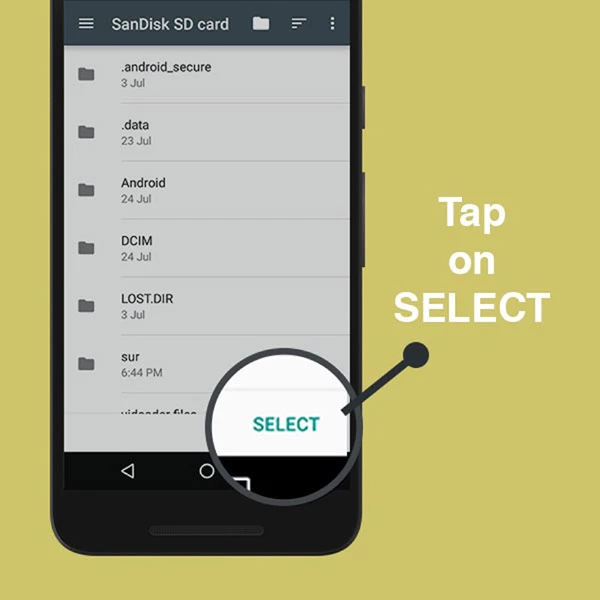 SanDisk SD card
.android_secure
3 Jul
.data
23 Jul
Android
24 Jul
DCIM
24 Jul
LOST.DIR
3 Jul
sur
6:44 PM
SELECT
Tap
on
SELECT